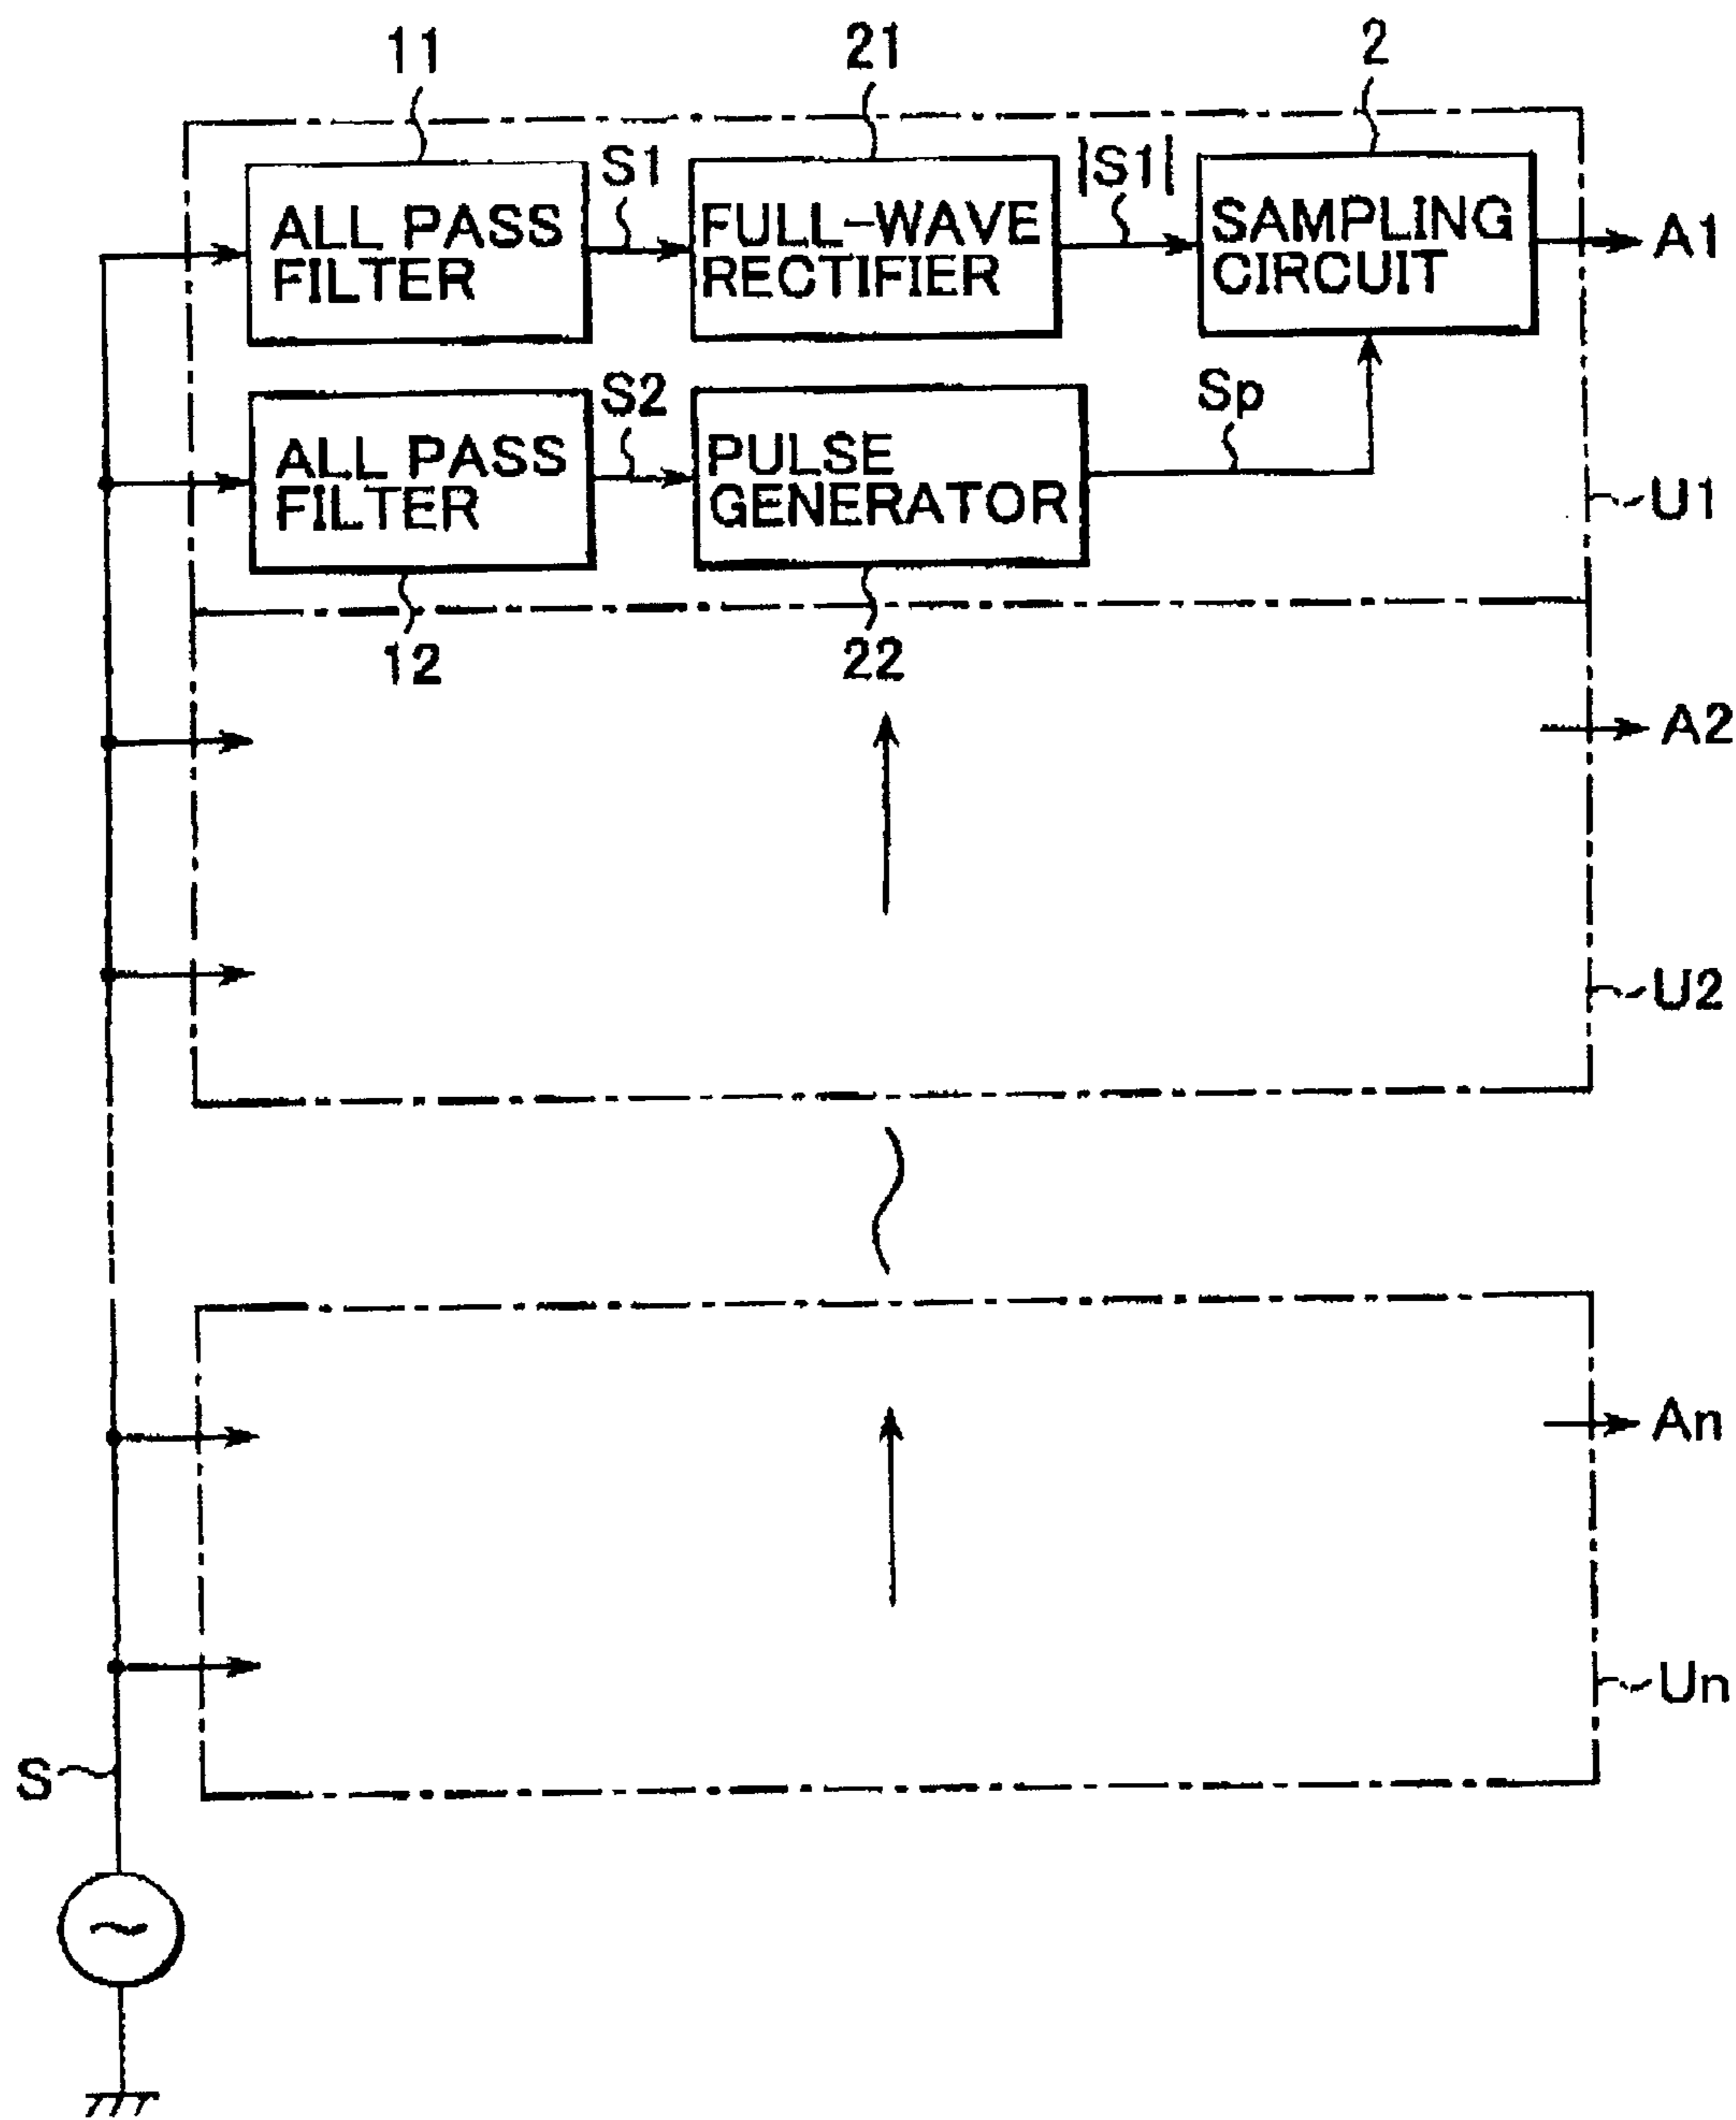 11
21
2
S1
|S1|
ALL PASS
FILTER
FULL-WAVE
RECTIFIER
SAMPLING
CIRCUIT
A1
S2
Sp
ALL PASS
FILTER
PULSE
GENERATOR
U1
12
22
A2
U2
An
Un
S
~